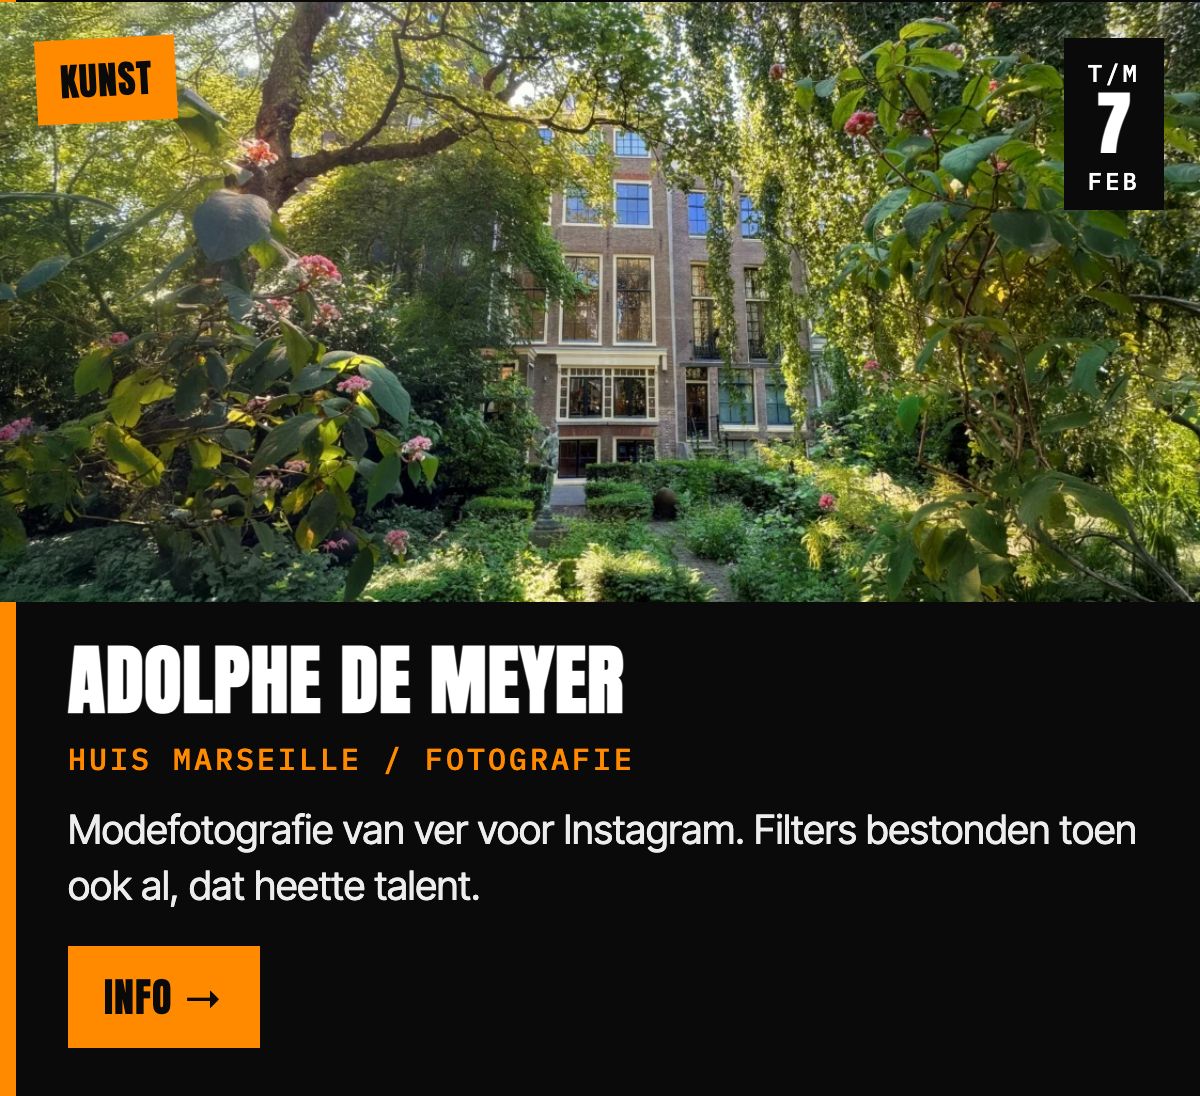 KUNST
T/M
7
FEB
ADOLPHE DE MEYER
HUIS MARSEILLE / FOTOGRAFIE
Modefotografie van ver voor Instagram. Filters bestonden toen
ook al, dat heette talent.
INFO →